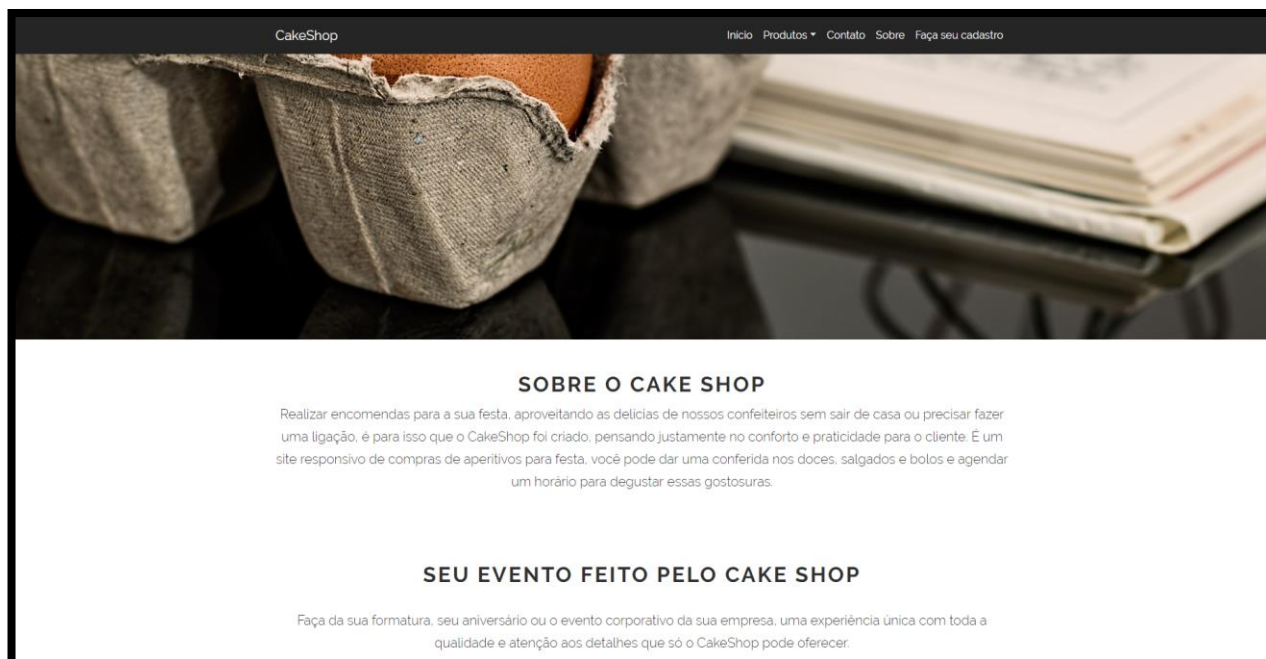 CakeShop
Início Produtos Contato Sobre Faça seu cadastro
SOBRE O CAKE SHOP
Realizar encomendas para a sua festa, aproveitando as delícias de nossos confeiteiros sem sair de casa ou precisar fazer
uma ligação, é para isso que o CakeShop foi criado, pensando justamente no conforto e praticidade para o cliente. É um
site responsivo de compras de aperitivos para festa, você pode dar uma conferida nos doces, salgados e bolos e agendar
um horário para degustar essas gostosuras.
SEU EVENTO FEITO PELO CAKE SHOP
Faça da sua formatura, seu aniversário ou o evento corporativo da sua empresa, uma experiência única com toda a
qualidade e atenção aos detalhes que só o CakeShop pode oferecer.